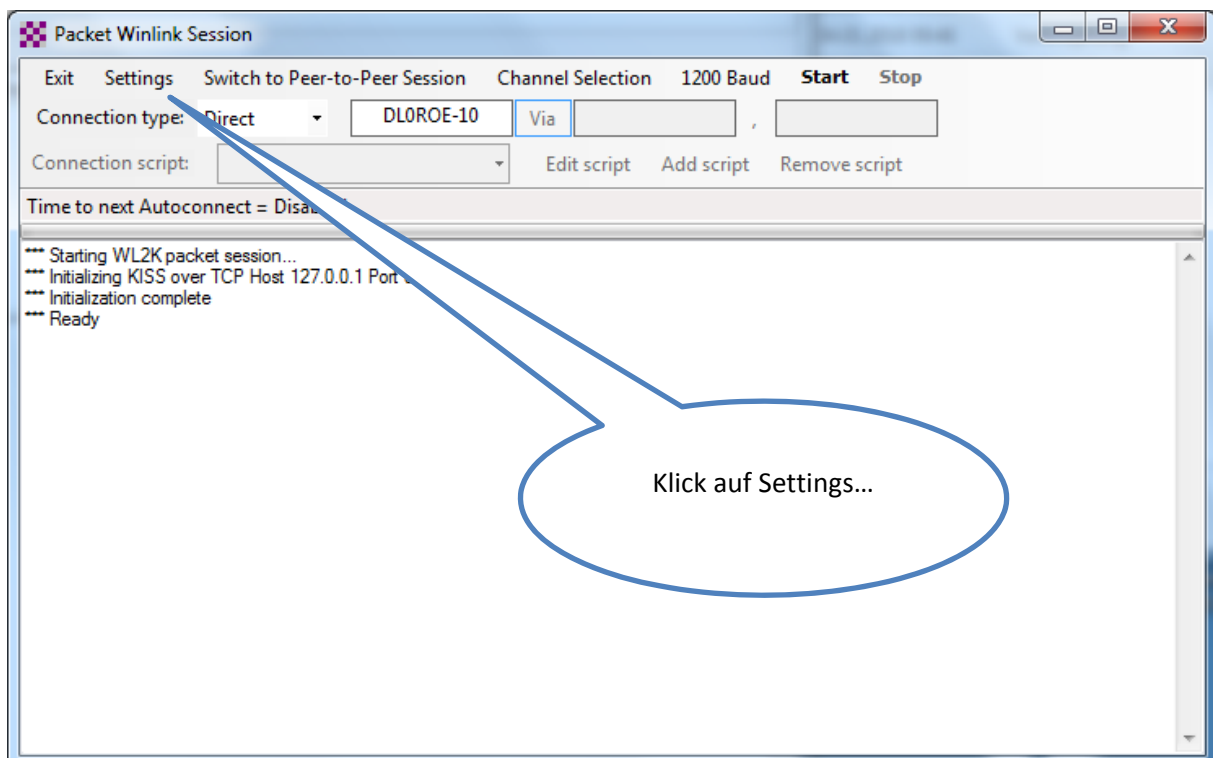 Packet Winlink Session
Exit Settings Switch to Peer-to-Peer Session Channel Selection 1200 Baud Start Stop
Connection type: Direct DL0ROE-10 Via ,
Connection script: Edit script Add script Remove script
Time to next Autoconnect =
*** Starting WL2K packet session...
*** Initializing KISS over TCP Host 127.0.0.1 Port
*** Initialization complete
*** Ready
Klick auf Settings...